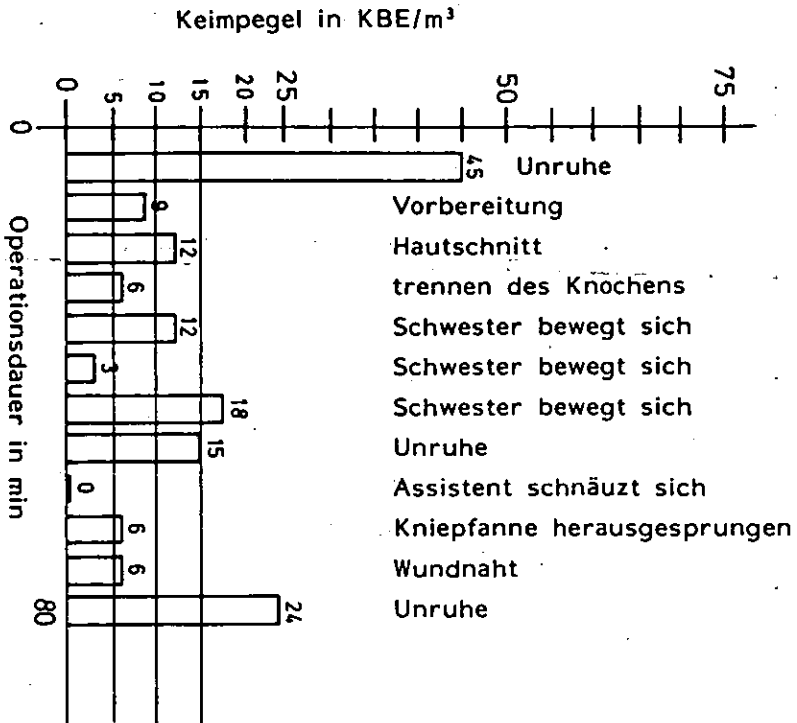 Keimpegel in KBE/m³
0 5 10 15 20 25 50 75
0
45 Unruhe
9 Vorbereitung
12 Hautschnitt
6 trennen des Knochens
12 Schwester bewegt sich
3 Schwester bewegt sich
18 Schwester bewegt sich
15 Unruhe
0 Assistent schnäuzt sich
6 Kniepfanne herausgesprungen
6 Wundnaht
24 Unruhe
80
Operationsdauer in min